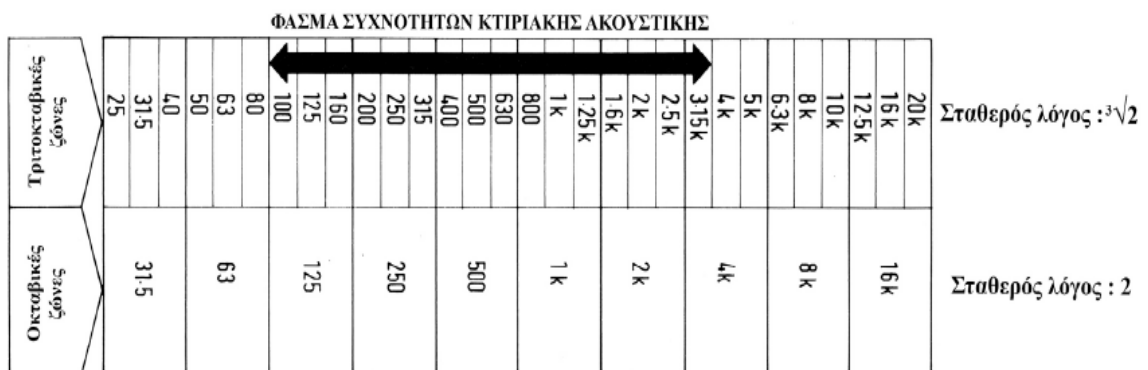 ΦΑΣΜΑ ΣΥΧΝΟΤΗΤΩΝ ΚΤΙΡΙΑΚΗΣ ΑΚΟΥΣΤΙΚΗΣ
Τριτοκταβικές
ζώνες
25 31·5 40 50 63 80 100 125 160 200 250 315 400 500 630 800 1k 1·25k 1·6k 2k 2·5k 3·15k 4k 5k 6·3k 8k 10k 12·5k 16k 20k
Σταθερός λόγος :³√2
Οκταβικές
ζώνες
31·5 63 125 250 500 1k 2k 4k 8k 16k
Σταθερός λόγος : 2